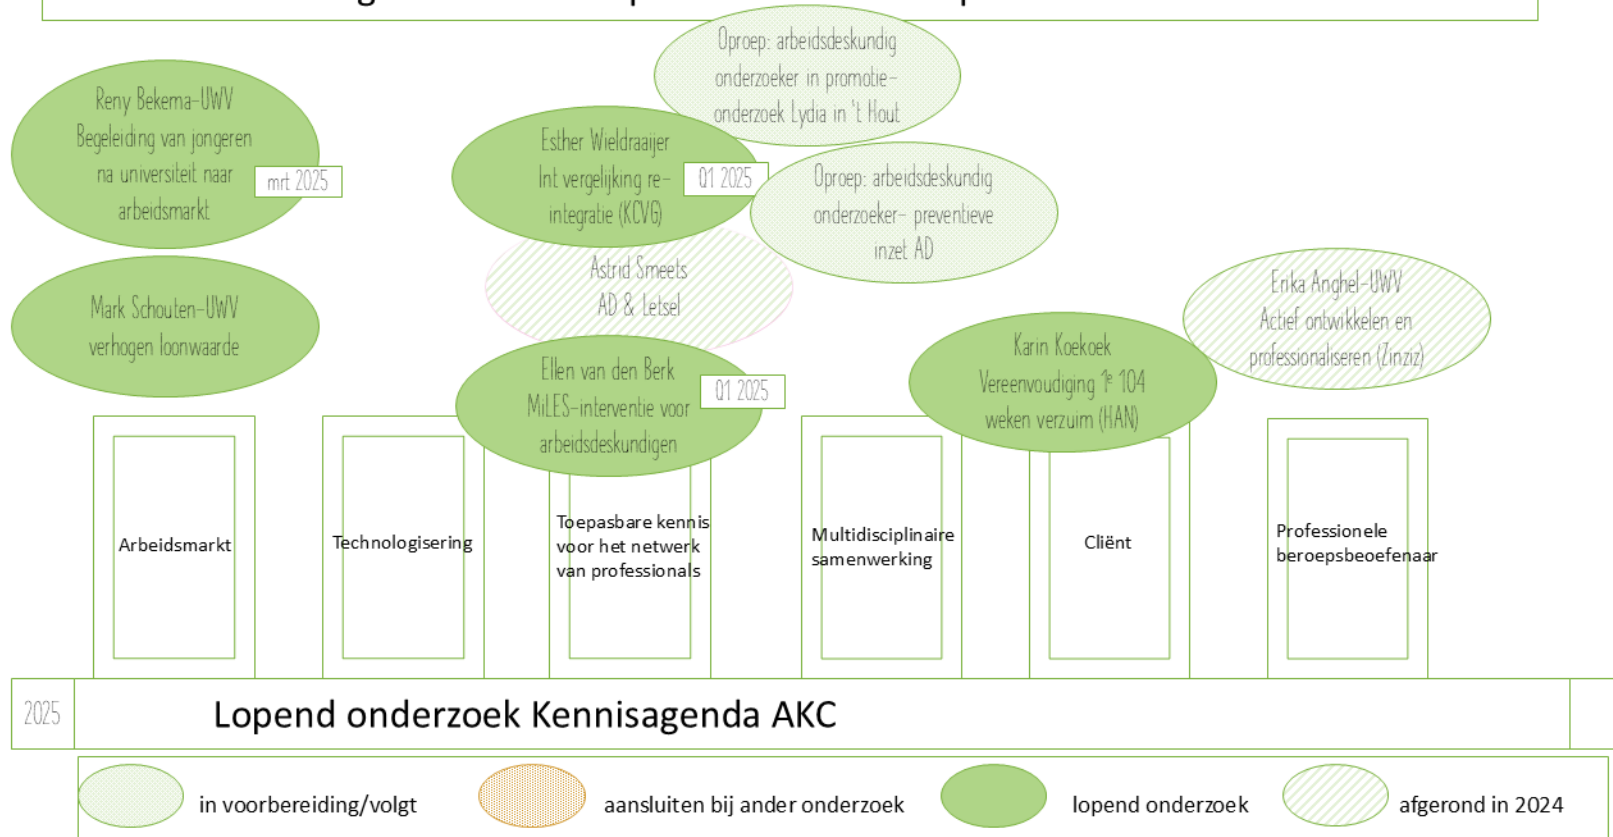 Oproep: arbeidsdeskundig
onderzoeker in promotie-
onderzoek Lydia in 't Hout
Reny Bekema-UWV
Begeleiding van jongeren
na universiteit naar
arbeidsmarkt
mrt 2025
Esther Wieldraaijer
Int vergelijking re-
integratie (KCVG)
Q1 2025
Oproep: arbeidsdeskundig
onderzoeker- preventieve
inzet AD
Astrid Smeets
AD & Letsel
Mark Schouten-UWV
verhogen loonwaarde
Erika Anghel-UWV
Actief ontwikkelen en
professionaliseren (Zinziz)
Ellen van den Berk
MiLES-interventie voor
arbeidsdeskundigen
Q1 2025
Karin Koekoek
Vereenvoudiging 1e 104
weken verzuim (HAN)
Arbeidsmarkt
Technologisering
Toepasbare kennis
voor het netwerk
van professionals
Multidisciplinaire
samenwerking
Cliënt
Professionele
beroepsbeoefenaar
2025
Lopend onderzoek Kennisagenda AKC
in voorbereiding/volgt
aansluiten bij ander onderzoek
lopend onderzoek
afgerond in 2024